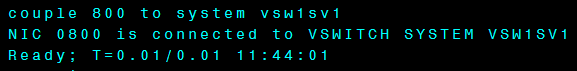 couple 800 to system vsw1sv1
NIC 0800 is connected to VSWITCH SYSTEM VSW1SV1
Ready; T=0.01/0.01 11:44:01